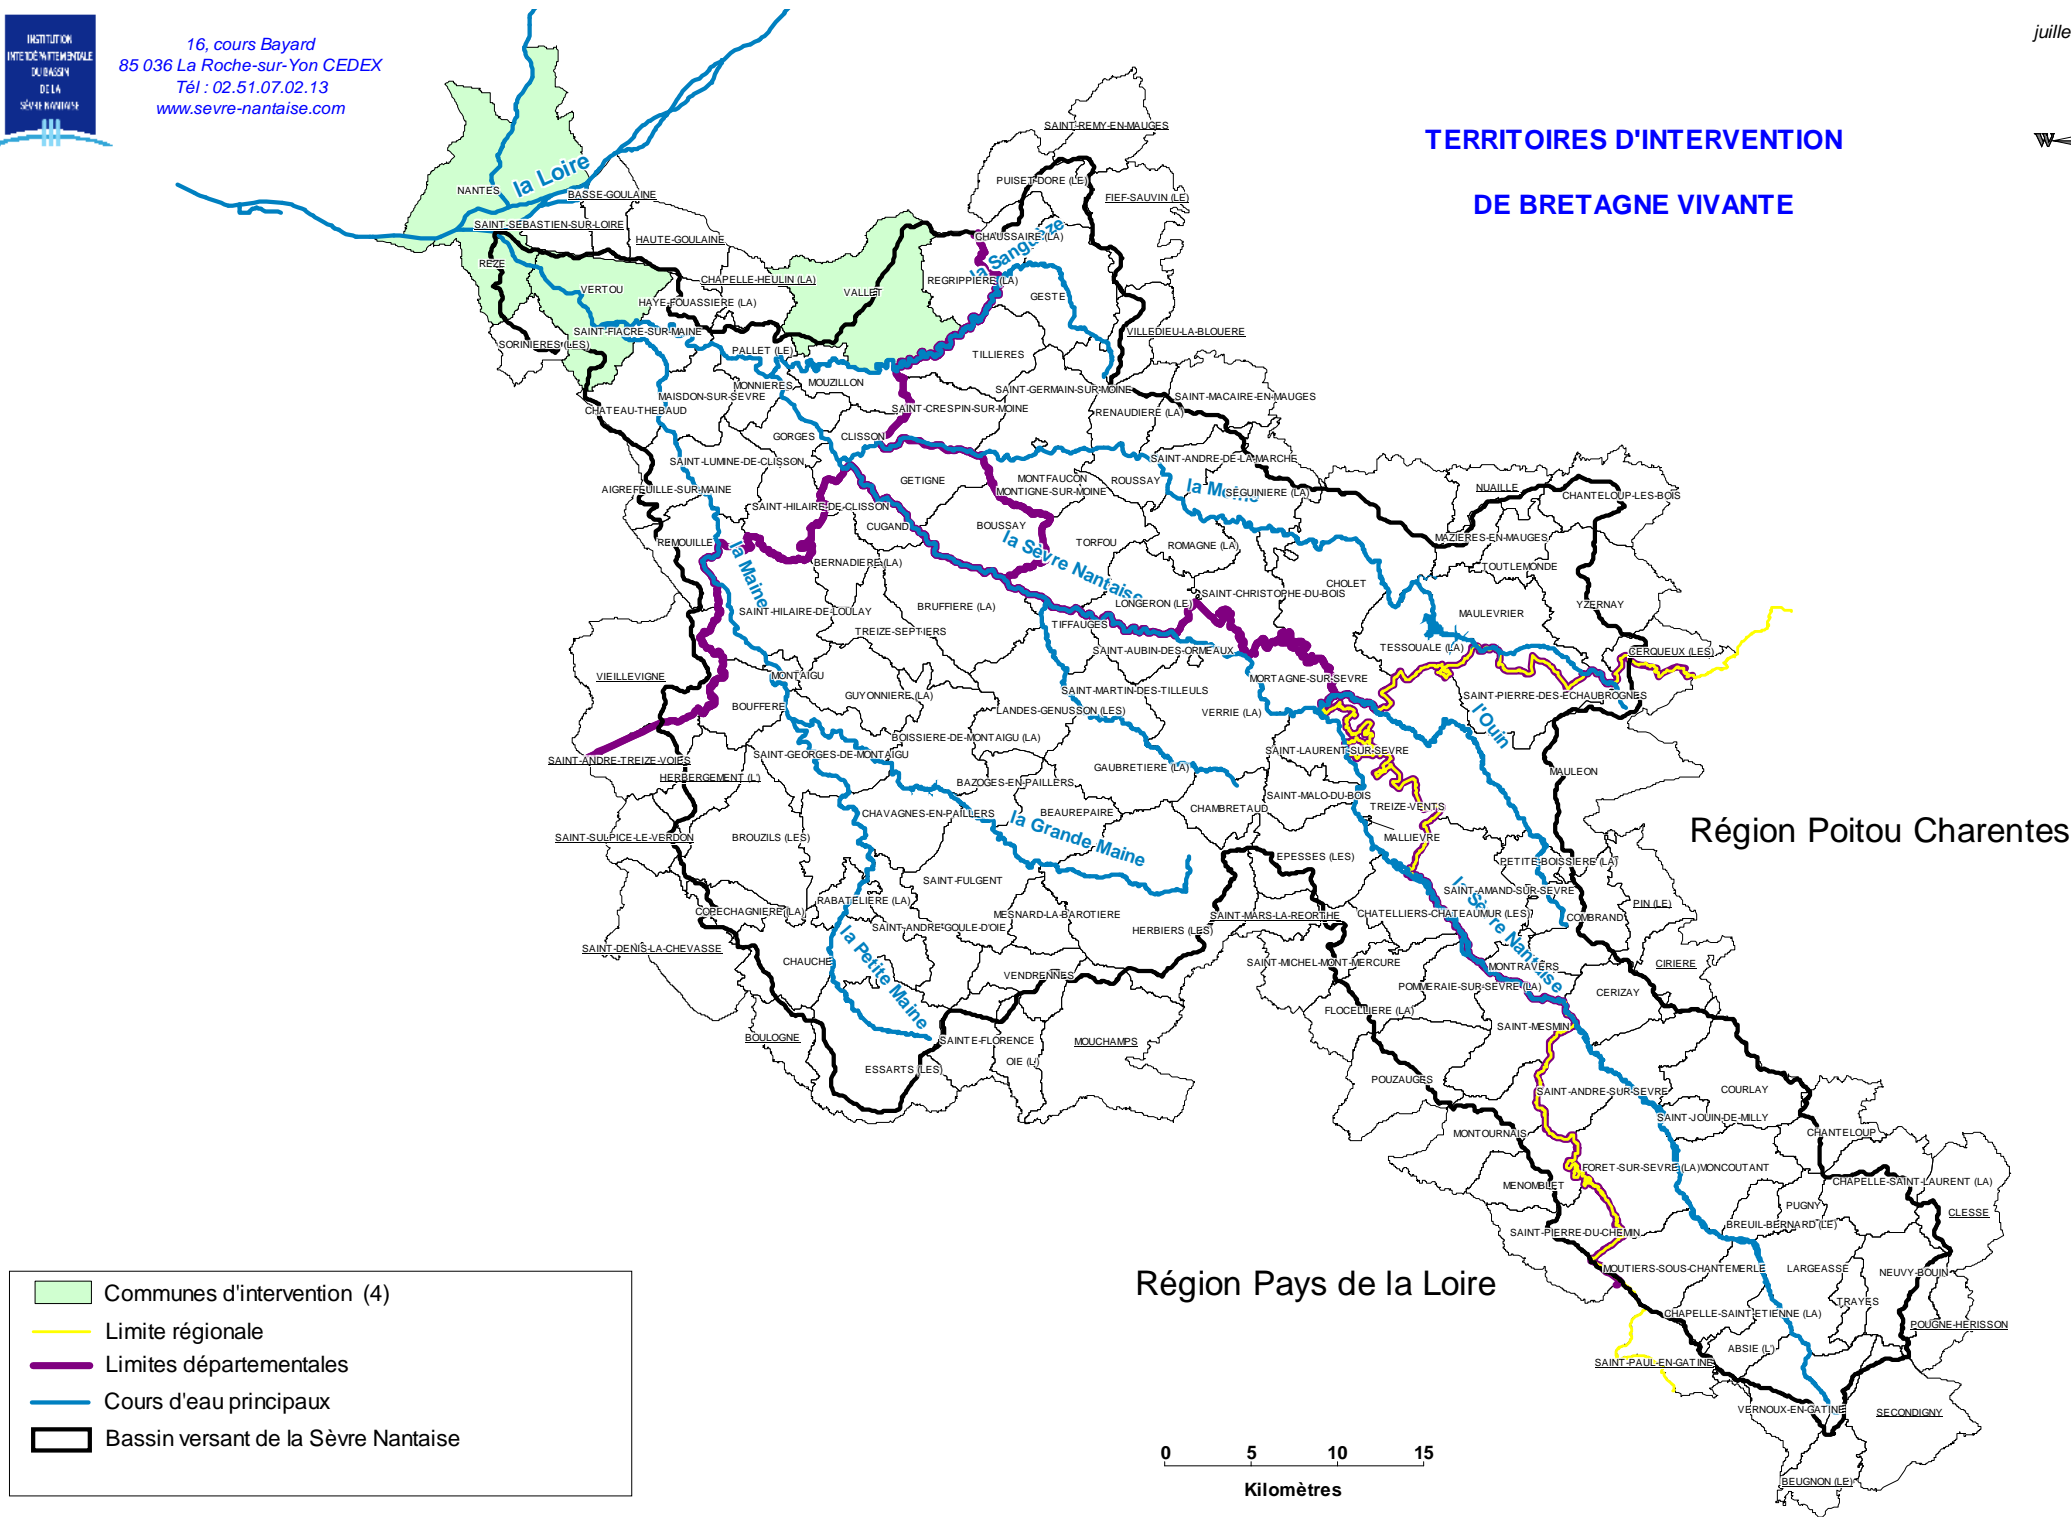 INSTITUTION
INTERDÉPARTEMENTALE
DU BASSIN
DE LA
SÈVRE NANTAISE
16, cours Bayard
85 036 La Roche-sur-Yon CEDEX
Tél : 02.51.07.02.13
www.sevre-nantaise.com
juille
W
TERRITOIRES D'INTERVENTION
DE BRETAGNE VIVANTE
SAINT-REMY-EN-MAUGES
PUISET-DORE (LE)
FIEF-SAUVIN (LE)
NANTES
la Loire
BASSE-GOULAINE
SAINT-SEBASTIEN-SUR-LOIRE
HAUTE-GOULAINE
CHAUSSAIRE (LA)
REZE
la Sanguèze
CHAPELLE-HEULIN (LA)
REGRIPPIERE (LA)
VERTOU
VALLET
GESTE
HAYE-FOUASSIERE (LA)
SAINT-FIACRE-SUR-MAINE
VILLEDIEU-LA-BLOUERE
SORINIERES (LES)
PALLET (LE)
TILLIERES
MONNIERES
MOUZILLON
SAINT-GERMAIN-SUR-MOINE
MAISDON-SUR-SEVRE
SAINT-MACAIRE-EN-MAUGES
CHATEAU-THEBAUD
SAINT-CRESPIN-SUR-MOINE
RENAUDIERE (LA)
GORGES
CLISSON
SAINT-LUMINE-DE-CLISSON
SAINT-ANDRE-DE-LA-MARCHE
GETIGNE
MONTFAUCON
ROUSSAY
la Moine
SEGUINIERE (LA)
NUAILLE
CHANTELOUP-LES-BOIS
AIGREFEUILLE-SUR-MAINE
MONTIGNE-SUR-MOINE
SAINT-HILAIRE-DE-CLISSON
CUGAND
BOUSSAY
REMOUILLE
la Maine
la Sèvre Nantaise
TORFOU
ROMAGNE (LA)
MAZIERES-EN-MAUGES
BERNADIERE (LA)
TOUTLEMONDE
CHOLET
SAINT-HILAIRE-DE-LOULAY
BRUFFIERE (LA)
LONGERON (LE)
SAINT-CHRISTOPHE-DU-BOIS
YZERNAY
MAULEVRIER
TREIZE-SEPTIERS
TIFFAUGES
TESSOUALE (LA)
CERQUEUX (LES)
SAINT-AUBIN-DES-ORMEAUX
VIEILLEVIGNE
MONTAIGU
MORTAGNE-SUR-SEVRE
GUYONNIERE (LA)
SAINT-MARTIN-DES-TILLEULS
SAINT-PIERRE-DES-ECHAUBROGNES
BOUFFERE
LANDES-GENUSSON (LES)
VERRIE (LA)
l'Ouin
BOISSIERE-DE-MONTAIGU (LA)
SAINT-GEORGES-DE-MONTAIGU
SAINT-LAURENT-SUR-SEVRE
SAINT-ANDRE-TREIZE-VOIES
HERBERGEMENT (L')
GAUBRETIERE (LA)
MAULEON
BAZOGES-EN-PAILLERS
SAINT-MALO-DU-BOIS
CHAVAGNES-EN-PAILLERS
BEAUREPAIRE
CHAMBRETAUD
TREIZE-VENTS
SAINT-SULPICE-LE-VERDON
BROUZILS (LES)
la Grande Maine
MALLIEVRE
Région Poitou Charentes
EPESSES (LES)
PETITE-BOISSIERE (LA)
SAINT-FULGENT
la Sèvre Nantaise
SAINT-AMAND-SUR-SEVRE
RABATELIERE (LA)
PIN (LE)
COPECHAGNIERE (LA)
MESNARD-LA-BAROTIERE
SAINT-MARS-LA-REORTHE
CHATELLIERS-CHATEAUMUR (LES)
COMBRAND
SAINT-ANDRE-GOULE-D'OIE
HERBIERS (LES)
SAINT-DENIS-LA-CHEVASSE
la Petite Maine
CHAUCHE
SAINT-MICHEL-MONT-MERCURE
MONTRAVERS
CIRIERE
VENDRENNES
POMMERAIE-SUR-SEVRE (LA)
CERIZAY
FLOCELLIERE (LA)
SAINT-MESMIN
BOULOGNE
SAINTE-FLORENCE
MOUCHAMPS
OIE (L')
ESSARTS (LES)
POUZAUGES
SAINT-ANDRE-SUR-SEVRE
COURLAY
SAINT-JOUIN-DE-MILLY
MONTOURNAIS
CHANTELOUP
FORET-SUR-SEVRE (LA)
MONCOUTANT
MENOMBLET
CHAPELLE-SAINT-LAURENT (LA)
PUGNY
CLESSE
BREUIL-BERNARD (LE)
SAINT-PIERRE-DU-CHEMIN
Région Pays de la Loire
MOUTIERS-SOUS-CHANTEMERLE
LARGEASSE
NEUVY-BOUIN
TRAYES
CHAPELLE-SAINT-ETIENNE (LA)
POUGNE-HERISSON
ABSIE (L')
SAINT-PAUL-EN-GATINE
VERNOUX-EN-GATINE
SECONDIGNY
BEUGNON (LE)
Communes d'intervention (4)
Limite régionale
Limites départementales
Cours d'eau principaux
Bassin versant de la Sèvre Nantaise
0 5 10 15
Kilomètres